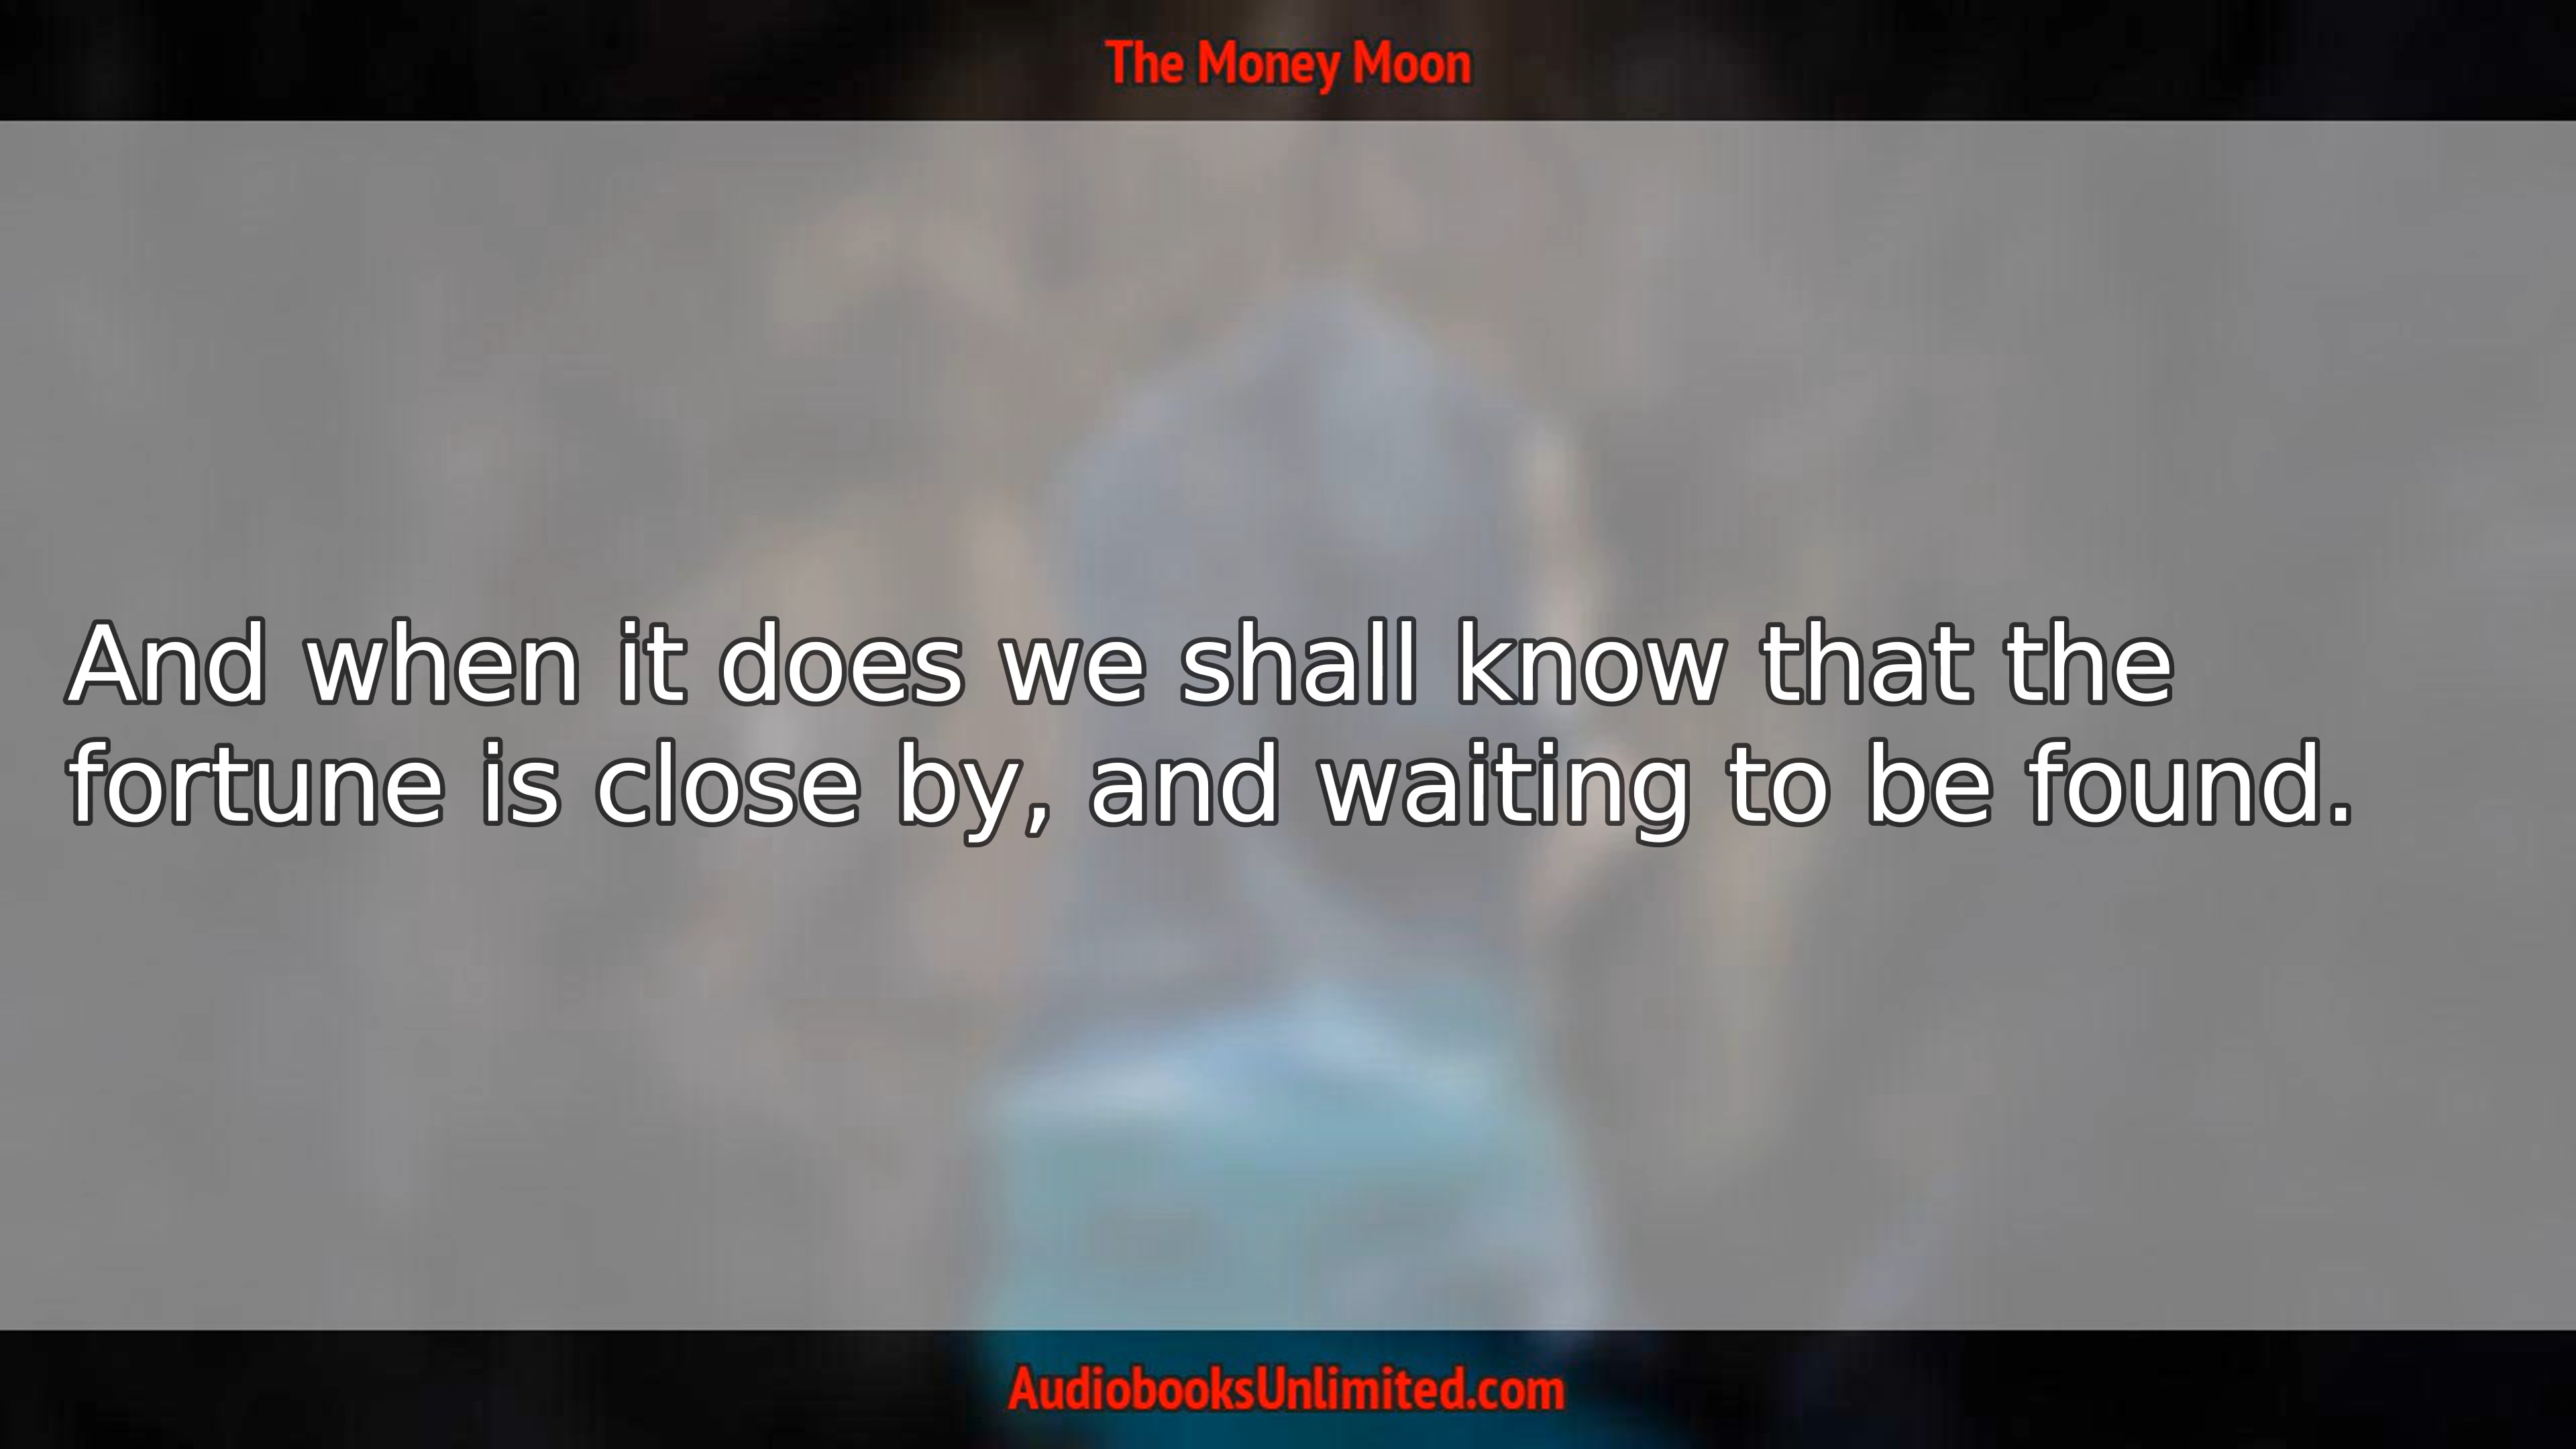 The Money Moon
And when it does we shall know that the
fortune is close by, and waiting to be found.
AudiobooksUnlimited.com